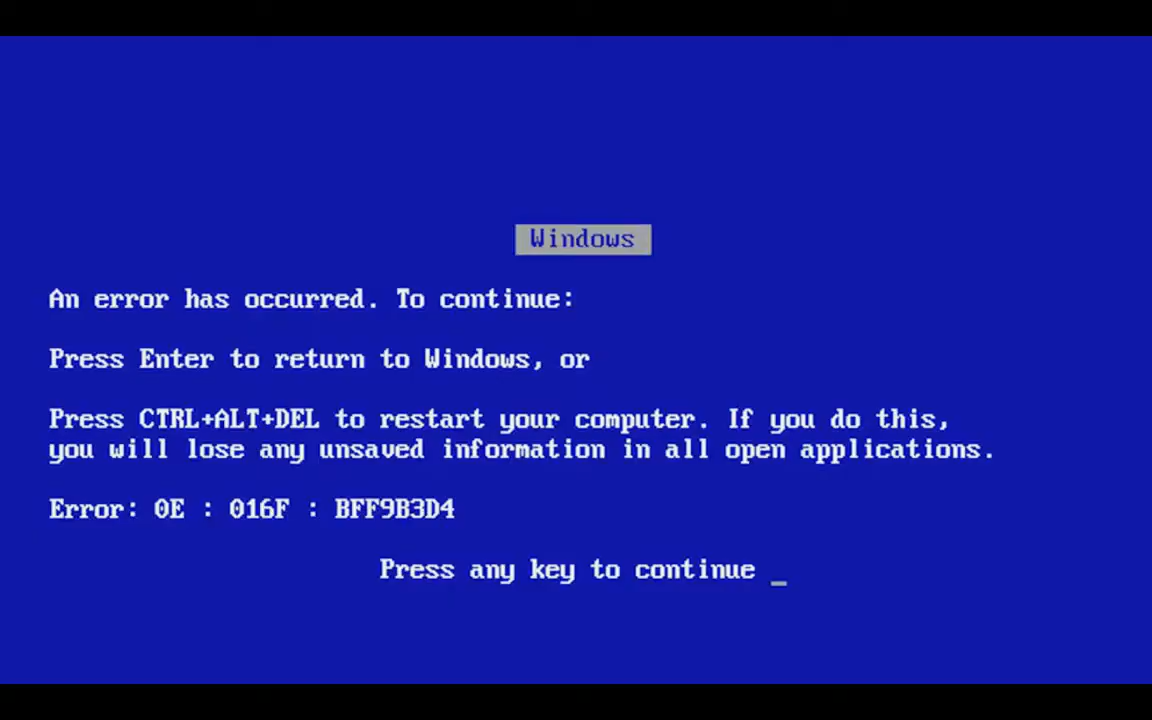 Windows
An error has occurred. To continue:
Press Enter to return to Windows, or
Press CTRL+ALT+DEL to restart your computer. If you do this,
you will lose any unsaved information in all open applications.
Error: 0E : 016F : BFF9B3D4
Press any key to continue _